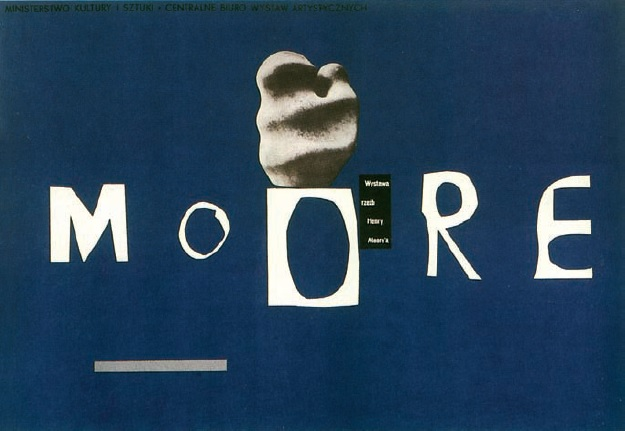 MINISTERSTWO KULTURY I SZTUKI • CENTRALNE BIURO WYSTAW ARTYSTYCZNYCH
MOORE
Wystawa
rzeźb
Henry
Moore'a